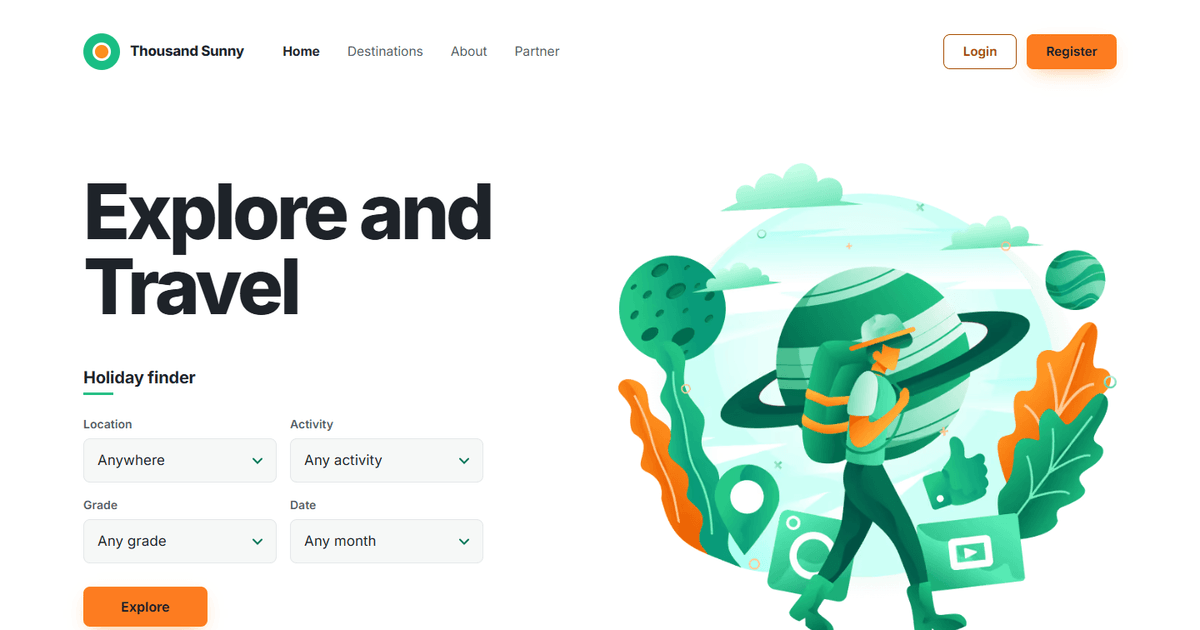 Thousand Sunny
Home
Destinations
About
Partner
Login
Register
Explore and
Travel
Holiday finder
Location
Activity
Anywhere
Any activity
Grade
Date
Any grade
Any month
Explore